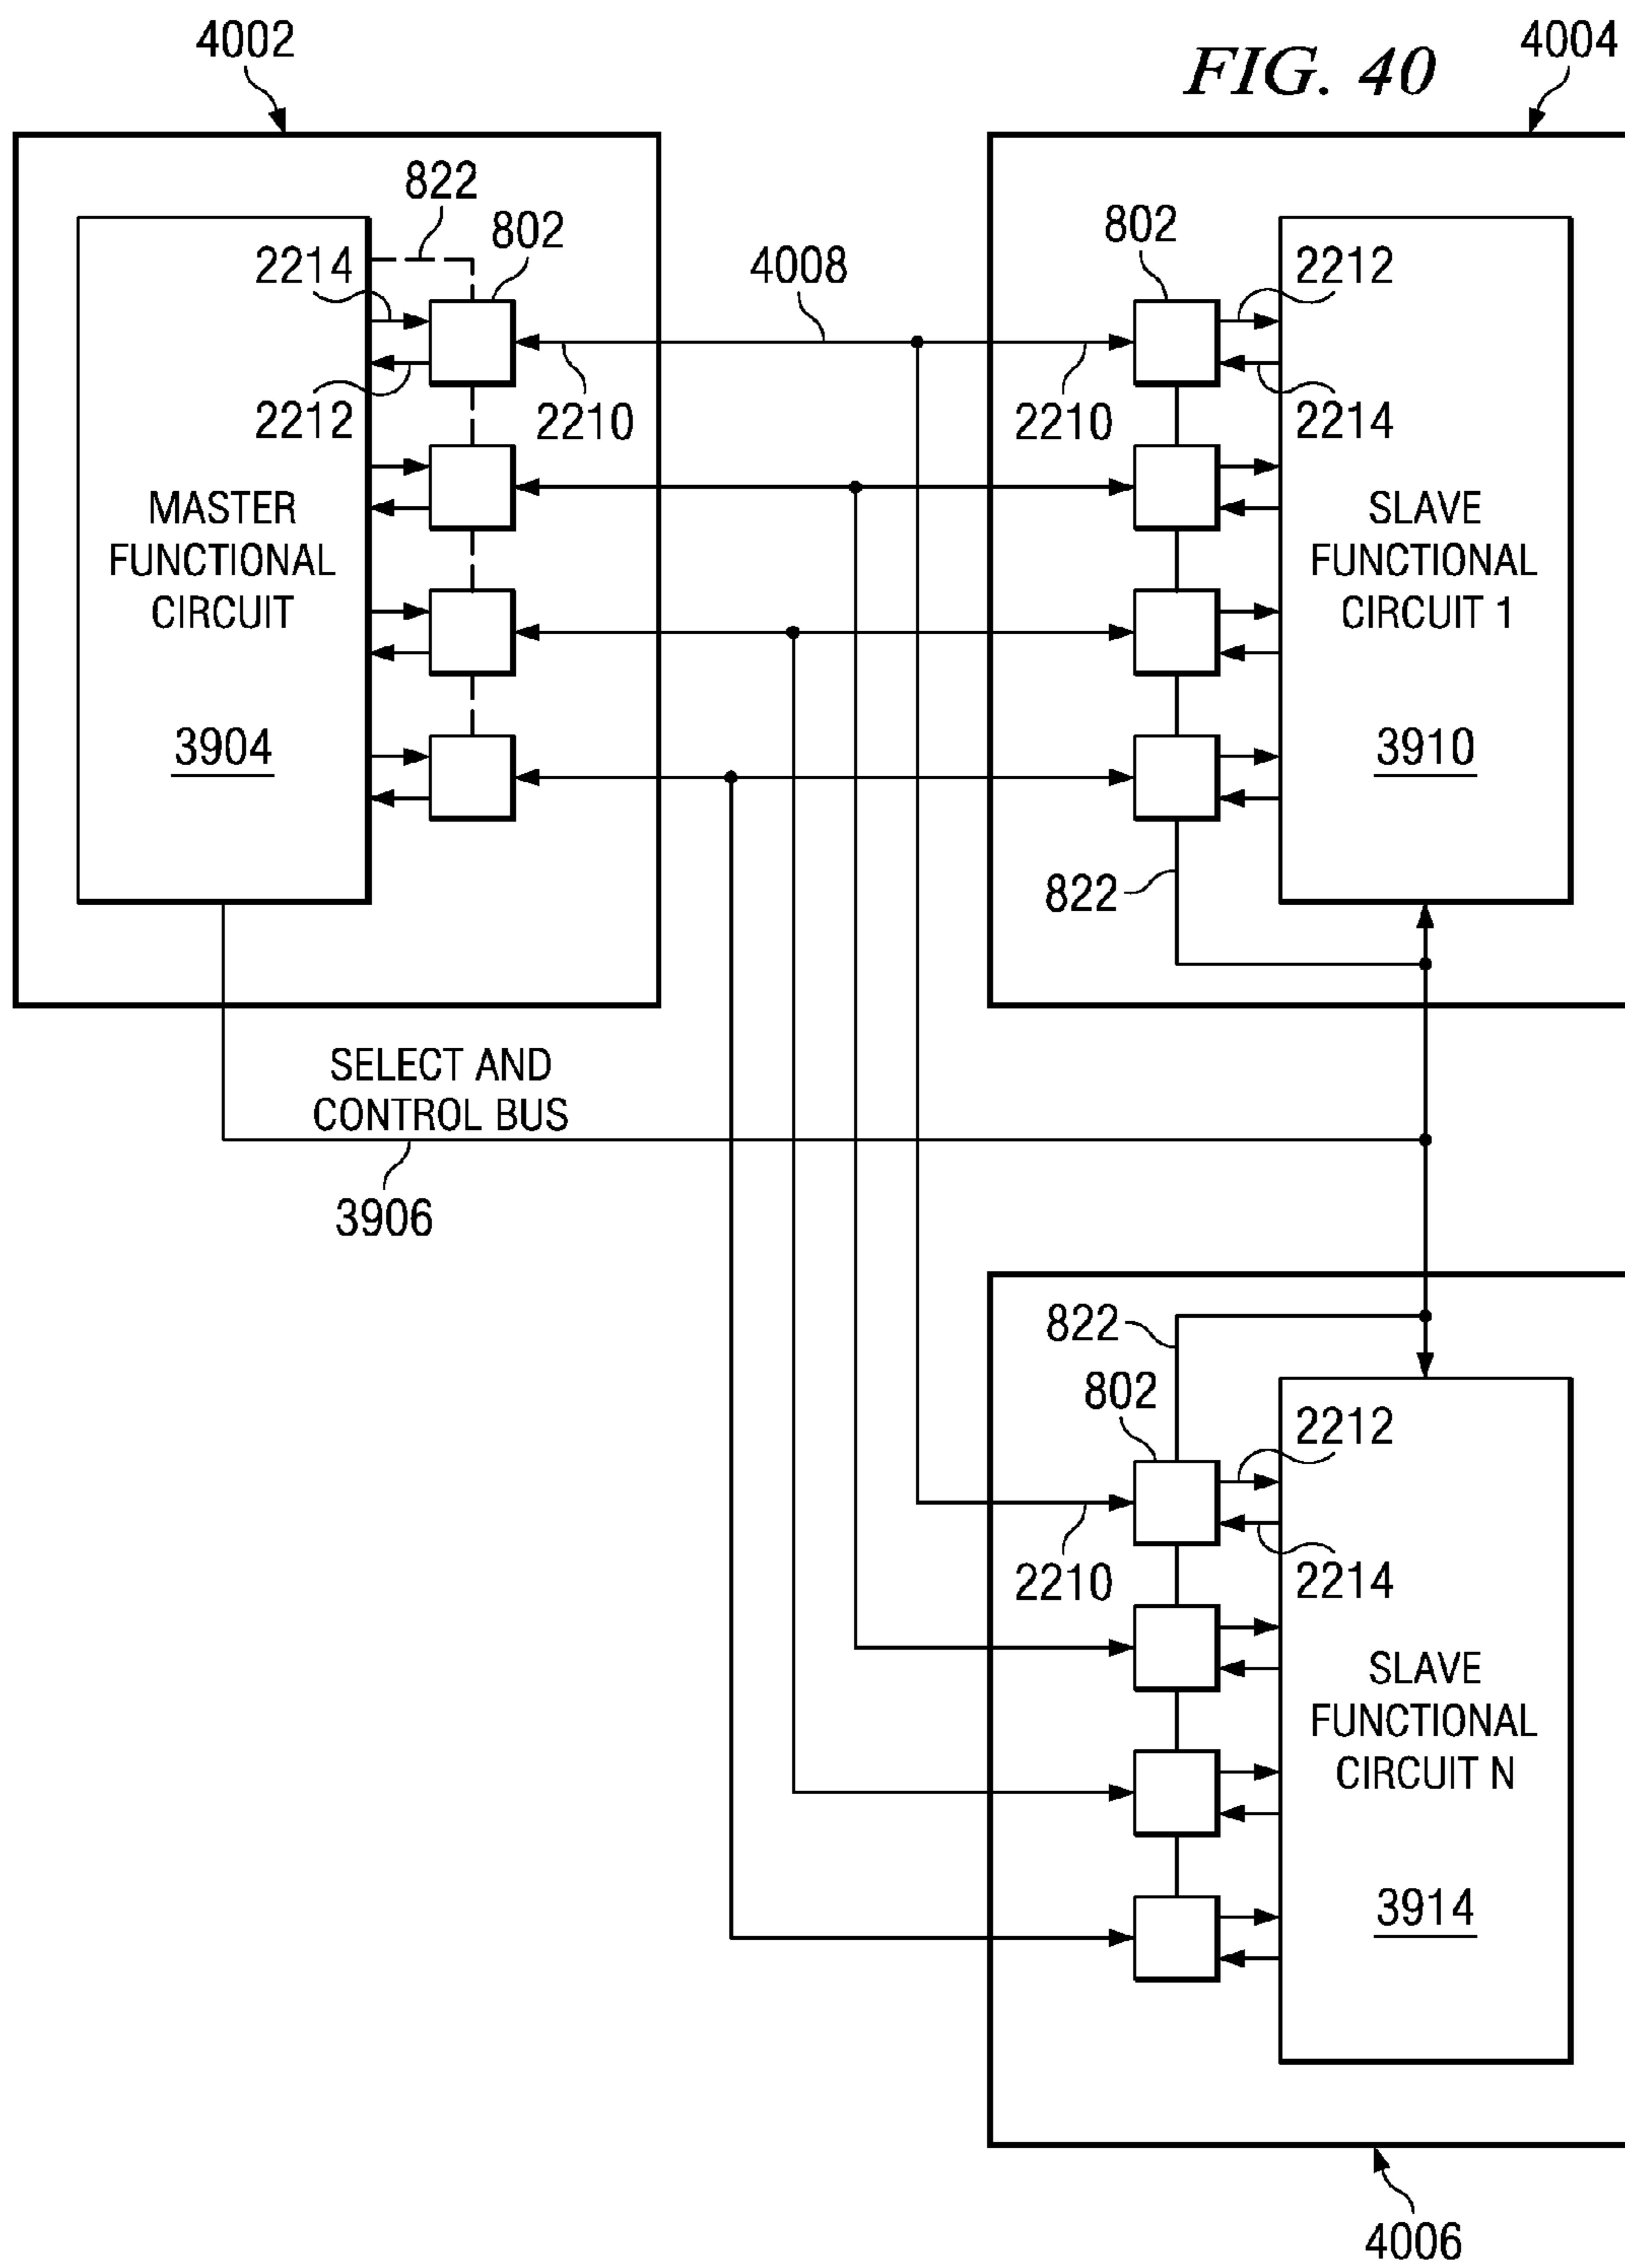 4002
FIG. 40
4004
822
802
2214
2212
2210
4008
MASTER
FUNCTIONAL
CIRCUIT
3904
802
2212
2210
2214
SLAVE
FUNCTIONAL
CIRCUIT 1
3910
822
SELECT AND
CONTROL BUS
3906
822
802
2212
2210
2214
SLAVE
FUNCTIONAL
CIRCUIT N
3914
4006